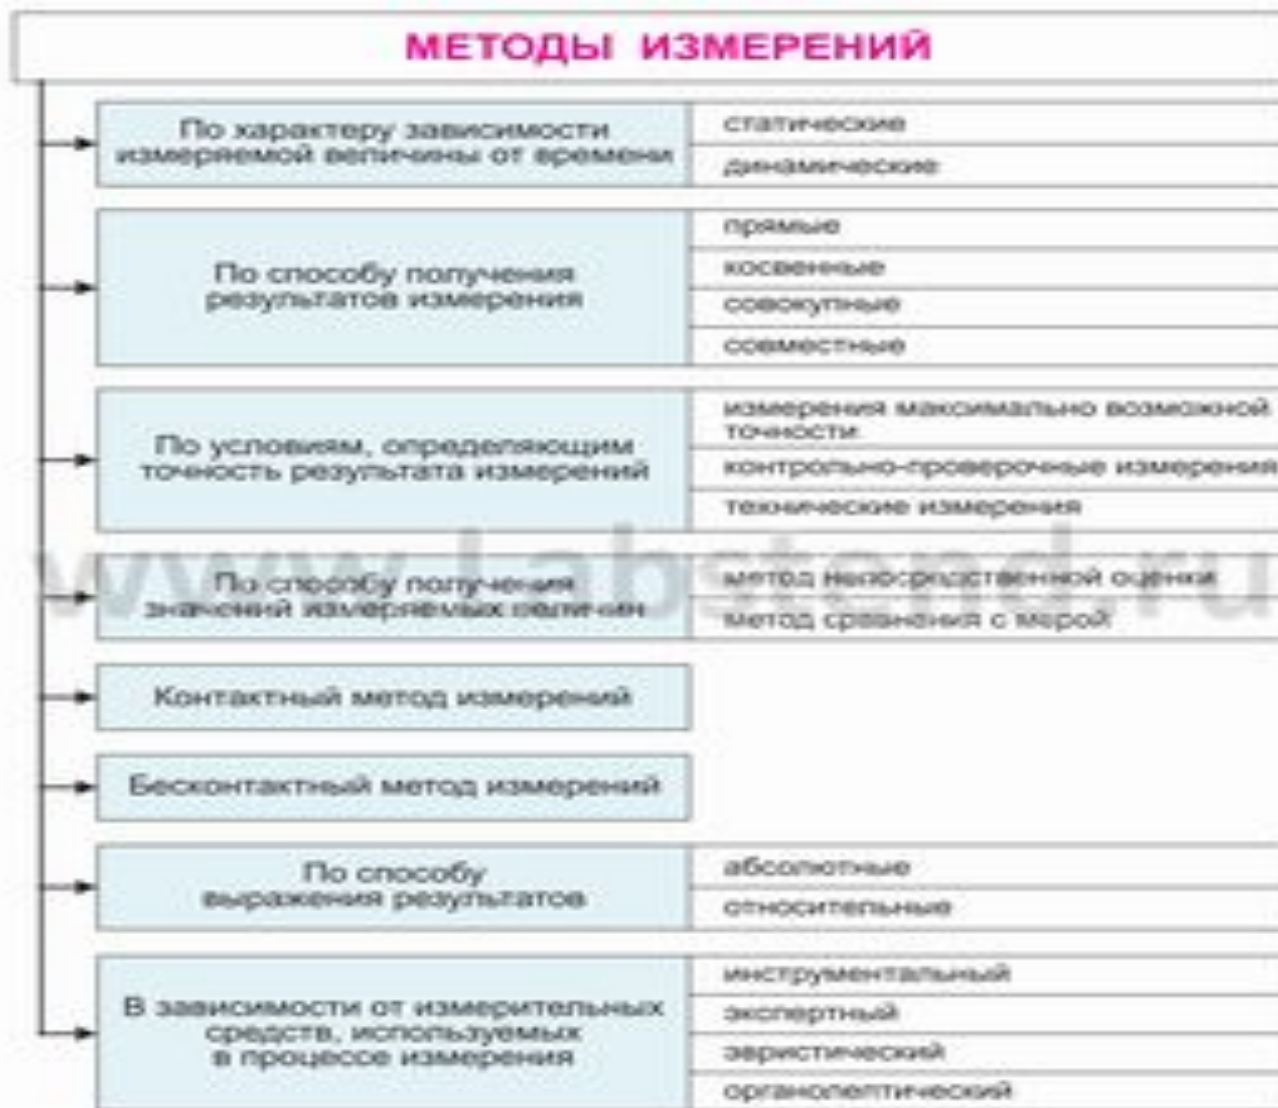 МЕТОДЫ ИЗМЕРЕНИЙ
По характеру зависимости
измеряемой величины от времени
статические
динамические
По способу получения
результатов измерения
прямые
косвенные
совокупные
совместные
По условиям, определяющим
точность результата измерений
измерения максимально возможной
точности
контрольно-проверочные измерения
технические измерения
По способу получения
значений измеряемых величин
метод непосредственной оценки
метод сравнения с мерой
www.Labstend.ru
Контактный метод измерений
Бесконтактный метод измерений
По способу
выражения результатов
абсолютные
относительные
В зависимости от измерительных
средств, используемых
в процессе измерения
инструментальный
экспертный
эвристический
органолептический